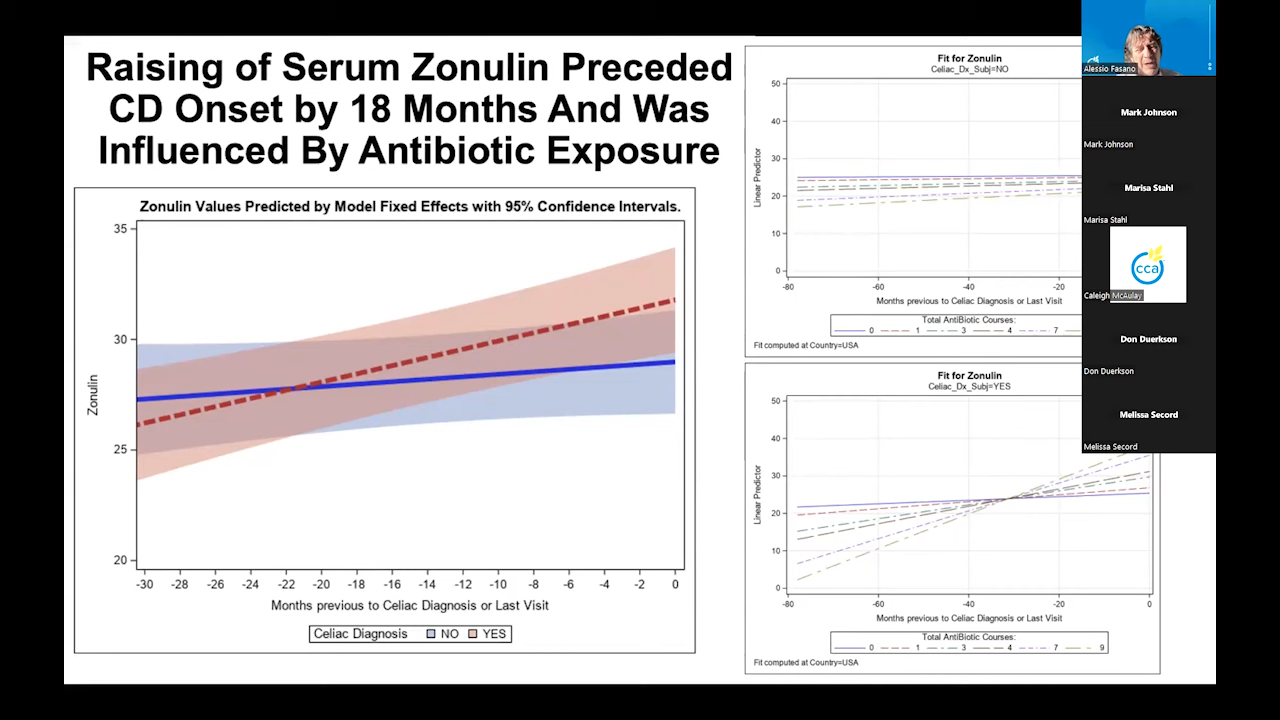 Raising of Serum Zonulin Preceded
CD Onset by 18 Months And Was
Influenced By Antibiotic Exposure
Zonulin Values Predicted by Model Fixed Effects with 95% Confidence Intervals.
35
30
25
20
Zonulin
-30 -28 -26 -24 -22 -20 -18 -16 -14 -12 -10 -8 -6 -4 -2 0
Months previous to Celiac Diagnosis or Last Visit
Celiac Diagnosis NO YES
Fit for Zonulin
Celiac_Dx_Subj=NO
50
40
30
20
10
0
Linear Predictor
-80 -60 -40 -20
Months previous to Celiac Diagnosis or Last Visit
Total AntiBiotic Courses:
0 1 3 4 7
Fit computed at Country=USA
Fit for Zonulin
Celiac_Dx_Subj=YES
50
40
30
20
10
0
Linear Predictor
-80 -60 -40 -20 0
Months previous to Celiac Diagnosis or Last Visit
Total AntiBiotic Courses:
0 1 3 4 7 9
Fit computed at Country=USA
Alessio Fasano
Mark Johnson
Mark Johnson
Marisa Stahl
Marisa Stahl
cca
Caleigh McAulay
Don Duerksen
Don Duerksen
Melissa Secord
Melissa Secord